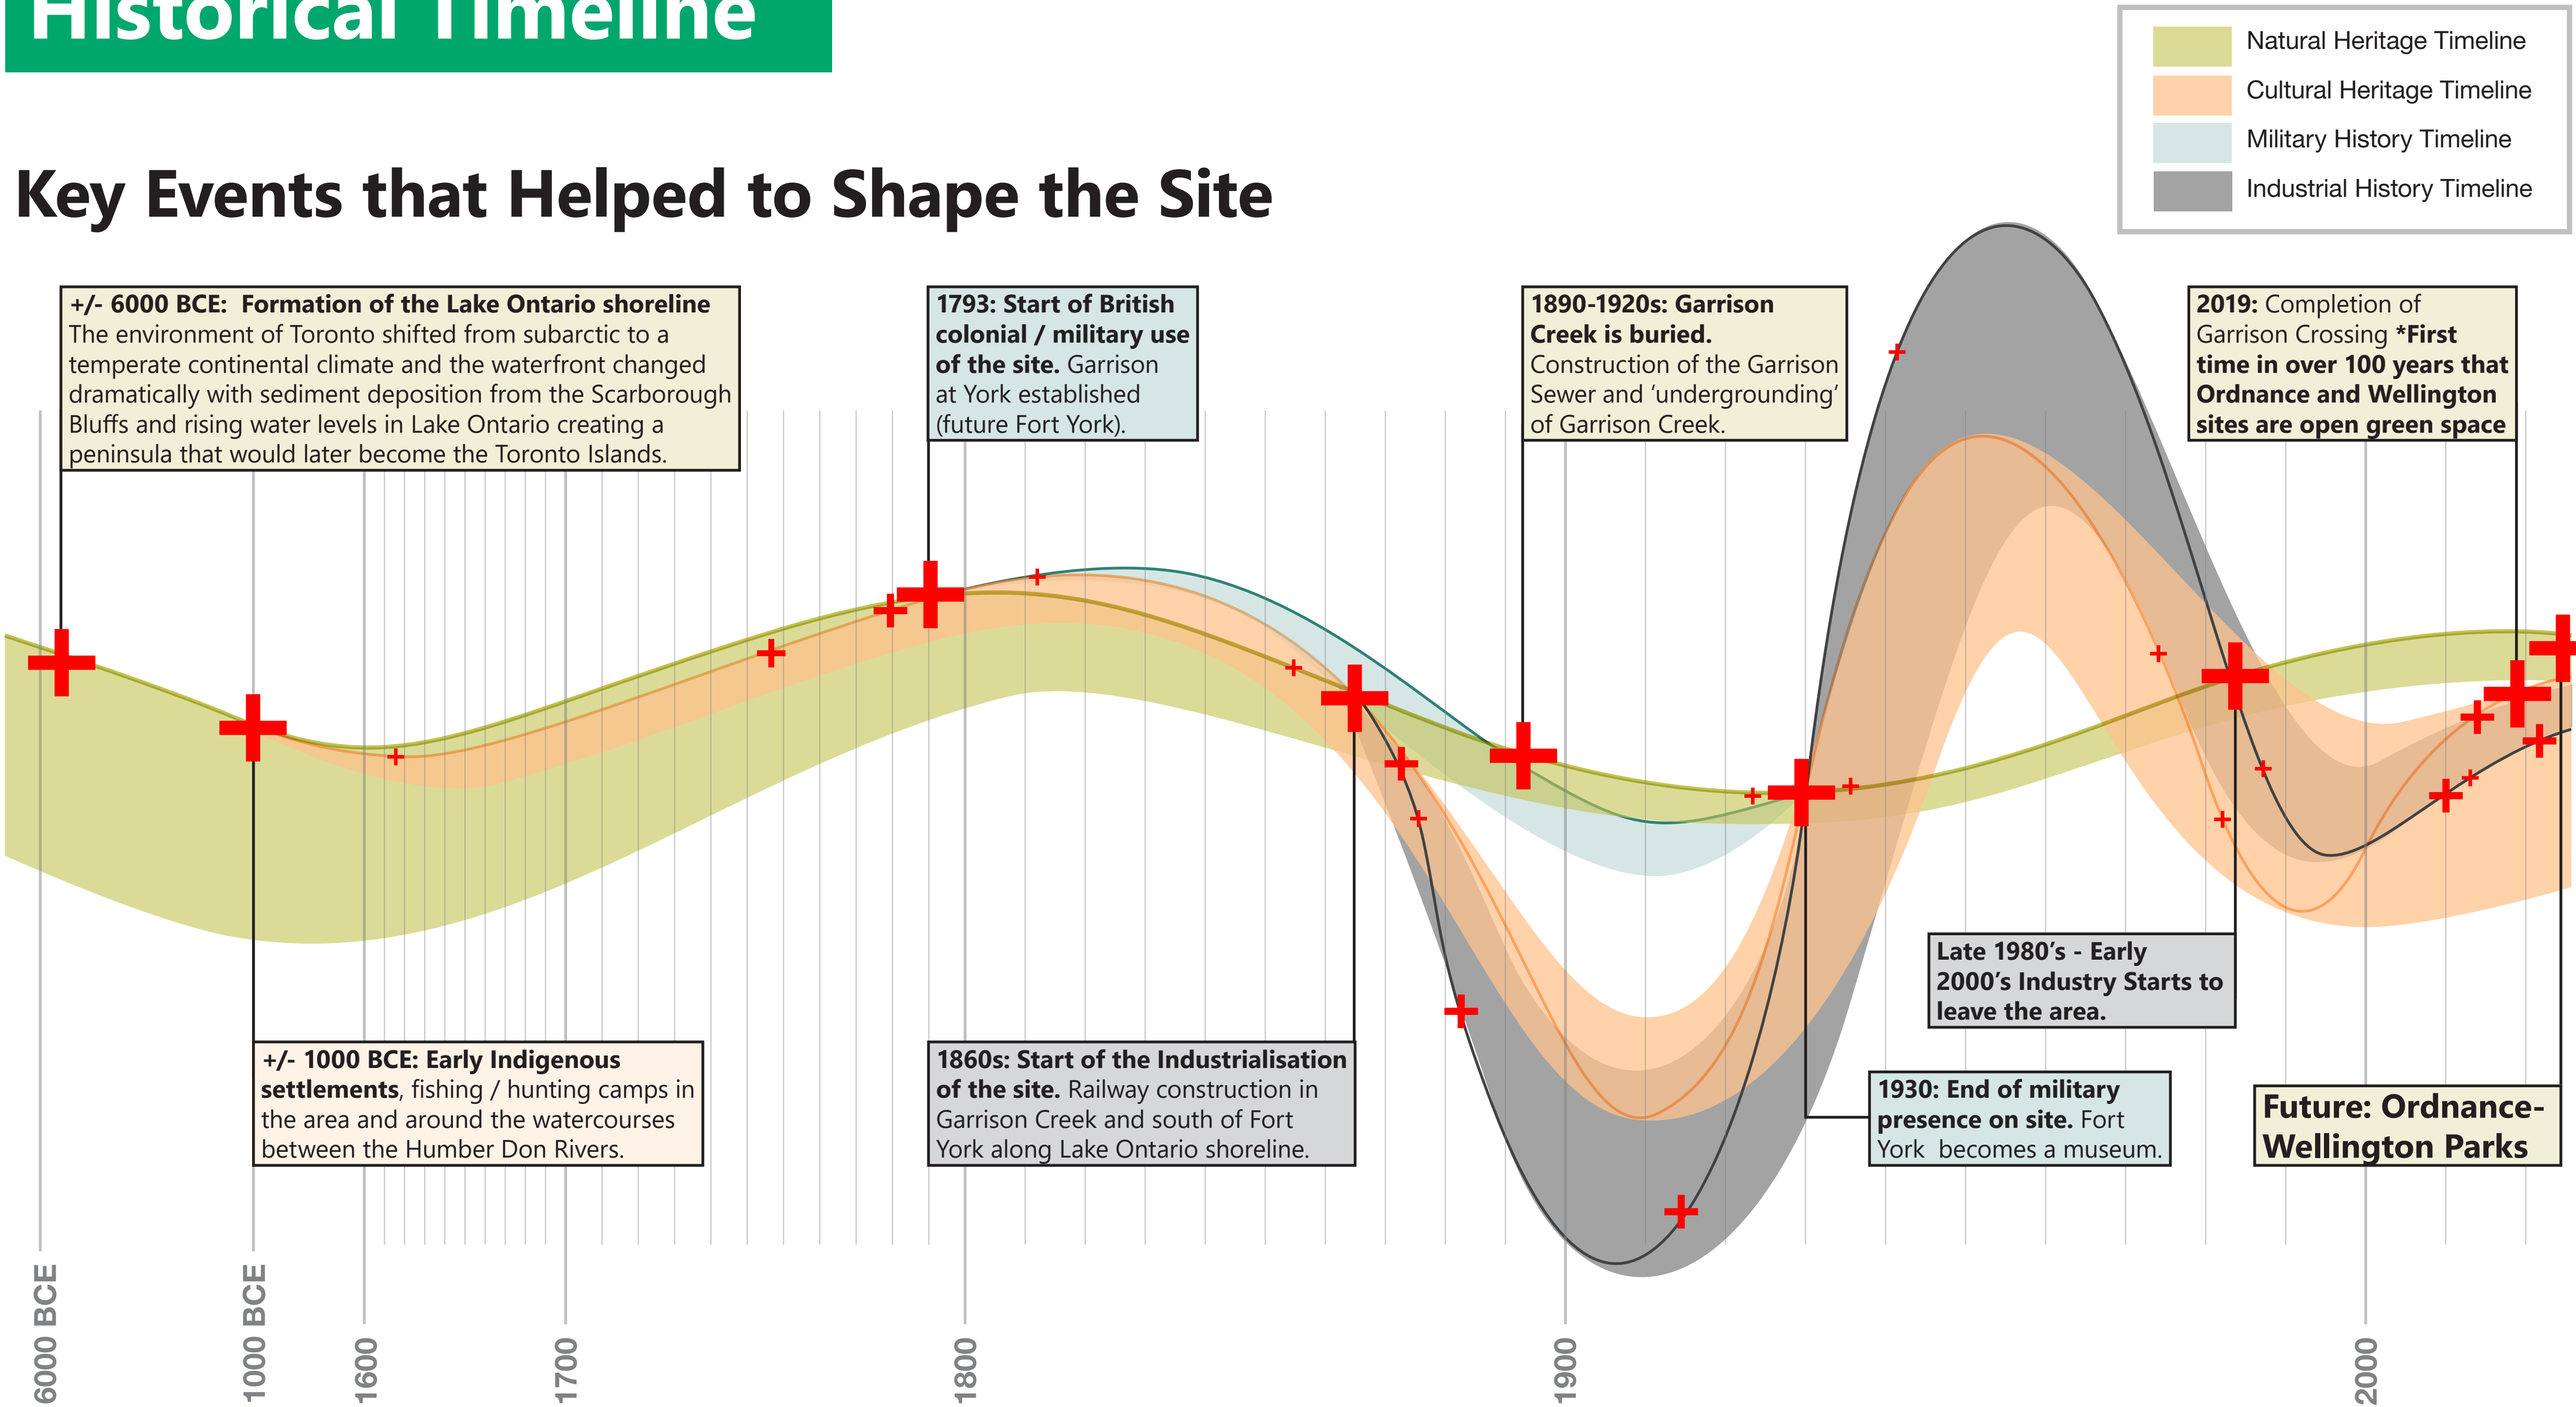 Historical Timeline
Natural Heritage Timeline
Cultural Heritage Timeline
Military History Timeline
Industrial History Timeline
Key Events that Helped to Shape the Site
+/- 6000 BCE:  Formation of the Lake Ontario shoreline
The environment of Toronto shifted from subarctic to a
temperate continental climate and the waterfront changed
dramatically with sediment deposition from the Scarborough
Bluffs and rising water levels in Lake Ontario creating a
peninsula that would later become the Toronto Islands.
1793: Start of British
colonial / military use
of the site. Garrison
at York established
(future Fort York).
1890-1920s: Garrison
Creek is buried.
Construction of the Garrison
Sewer and ‘undergrounding’
of Garrison Creek.
2019: Completion of
Garrison Crossing *First
time in over 100 years that
Ordnance and Wellington
sites are open green space
+/- 1000 BCE: Early Indigenous
settlements, fishing / hunting camps in
the area and around the watercourses
between the Humber Don Rivers.
1860s: Start of the Industrialisation
of the site. Railway construction in
Garrison Creek and south of Fort
York along Lake Ontario shoreline.
Late 1980’s - Early
2000’s Industry Starts to
leave the area.
1930: End of military
presence on site. Fort
York  becomes a museum.
Future: Ordnance-
Wellington Parks
6000 BCE
1000 BCE
1600
1700
1800
1900
2000